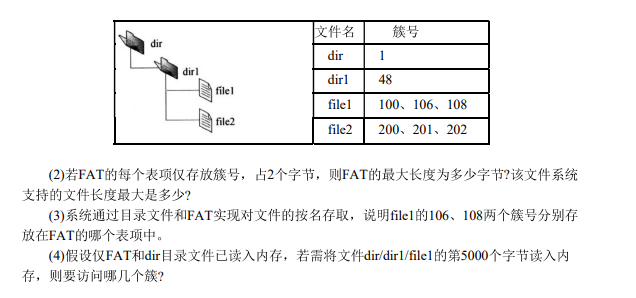 dir
dir1
file1
file2
文件名 簇号
dir 1
dir1 48
file1 100、106、108
file2 200、201、202
(2)若FAT的每个表项仅存放簇号，占2个字节，则FAT的最大长度为多少字节?该文件系统
支持的文件长度最大是多少?
(3)系统通过目录文件和FAT实现对文件的按名存取，说明file1的106、108两个簇号分别存
放在FAT的哪个表项中。
(4)假设仅FAT和dir目录文件已读入内存，若需将文件dir/dir1/file1的第5000个字节读入内
存，则要访问哪几个簇?